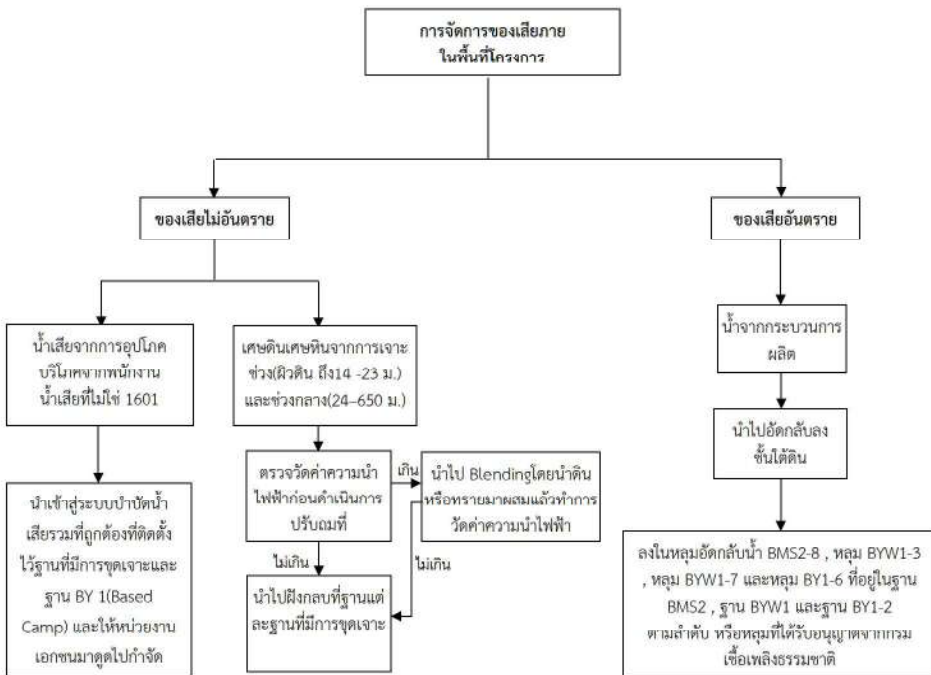 การจัดการของเสียภาย
ในพื้นที่โครงการ
ของเสียไม่อันตราย
ของเสียอันตราย
น้ำเสียจากการอุปโภค
บริโภคจากพนักงาน
น้ำเสียที่ไม่ใช่ 1601
เศษดินเศษหินจากการเจาะ
ช่วง(ผิวดิน ถึง14 -23 ม.)
และช่วงกลาง(24-650 ม.)
น้ำจากกระบวนการ
ผลิต
นำเข้าสู่ระบบบำบัดน้ำ
เสียรวมที่ถูกต้องที่ติดตั้ง
ไว้ฐานที่มีการขุดเจาะและ
ฐาน BY 1(Based
Camp) และให้หน่วยงาน
เอกชนมาดูดไปกำจัด
ตรวจวัดค่าความนำ
ไฟฟ้าก่อนดำเนินการ
ปรับถมที่
เกิน
นำไป Blendingโดยนำดิน
หรือทรายมาผสมแล้วทำการ
วัดค่าความนำไฟฟ้า
ไม่เกิน
ไม่เกิน
นำไปฝังกลบที่ฐานแต่
ละฐานที่มีการขุดเจาะ
นำไปอัดกลับลง
ชั้นใต้ดิน
ลงในหลุมอัดกลับน้ำ BMS2-8 , หลุม BYW1-3
, หลุม BYW1-7 และหลุม BY1-6 ที่อยู่ในฐาน
BMS2 , ฐาน BYW1 และฐาน BY1-2
ตามลำดับ หรือหลุมที่ได้รับอนุญาตจากกรม
เชื้อเพลิงธรรมชาติ